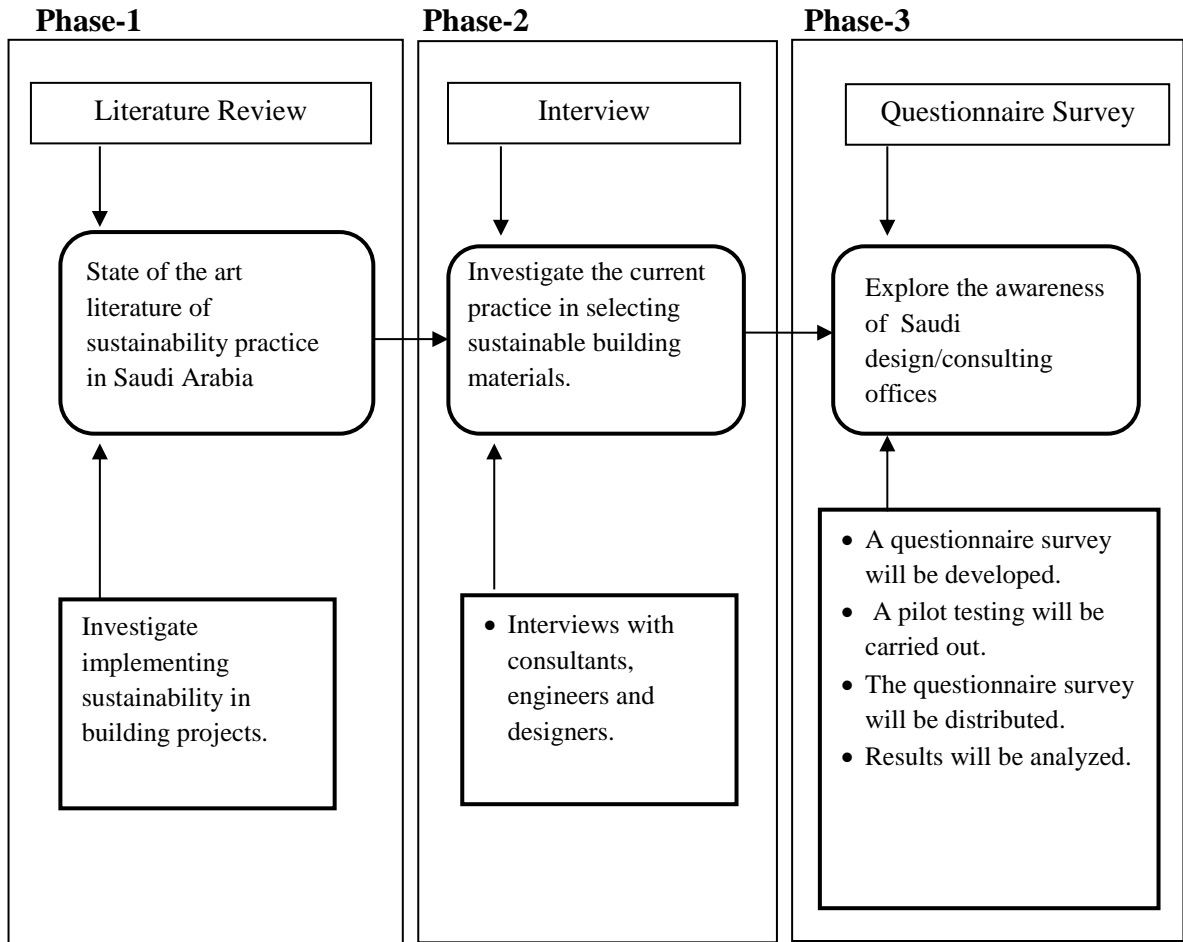 Phase-1
Literature Review
State of the art
literature of
sustainability practice
in Saudi Arabia
Investigate
implementing
sustainability in
building projects.
Phase-2
Interview
Investigate the current
practice in selecting
sustainable building
materials.
• Interviews with
consultants,
engineers and
designers.
Phase-3
Questionnaire Survey
Explore the awareness
of Saudi
design/consulting
offices
• A questionnaire survey
will be developed.
• A pilot testing will be
carried out.
• The questionnaire survey
will be distributed.
• Results will be analyzed.